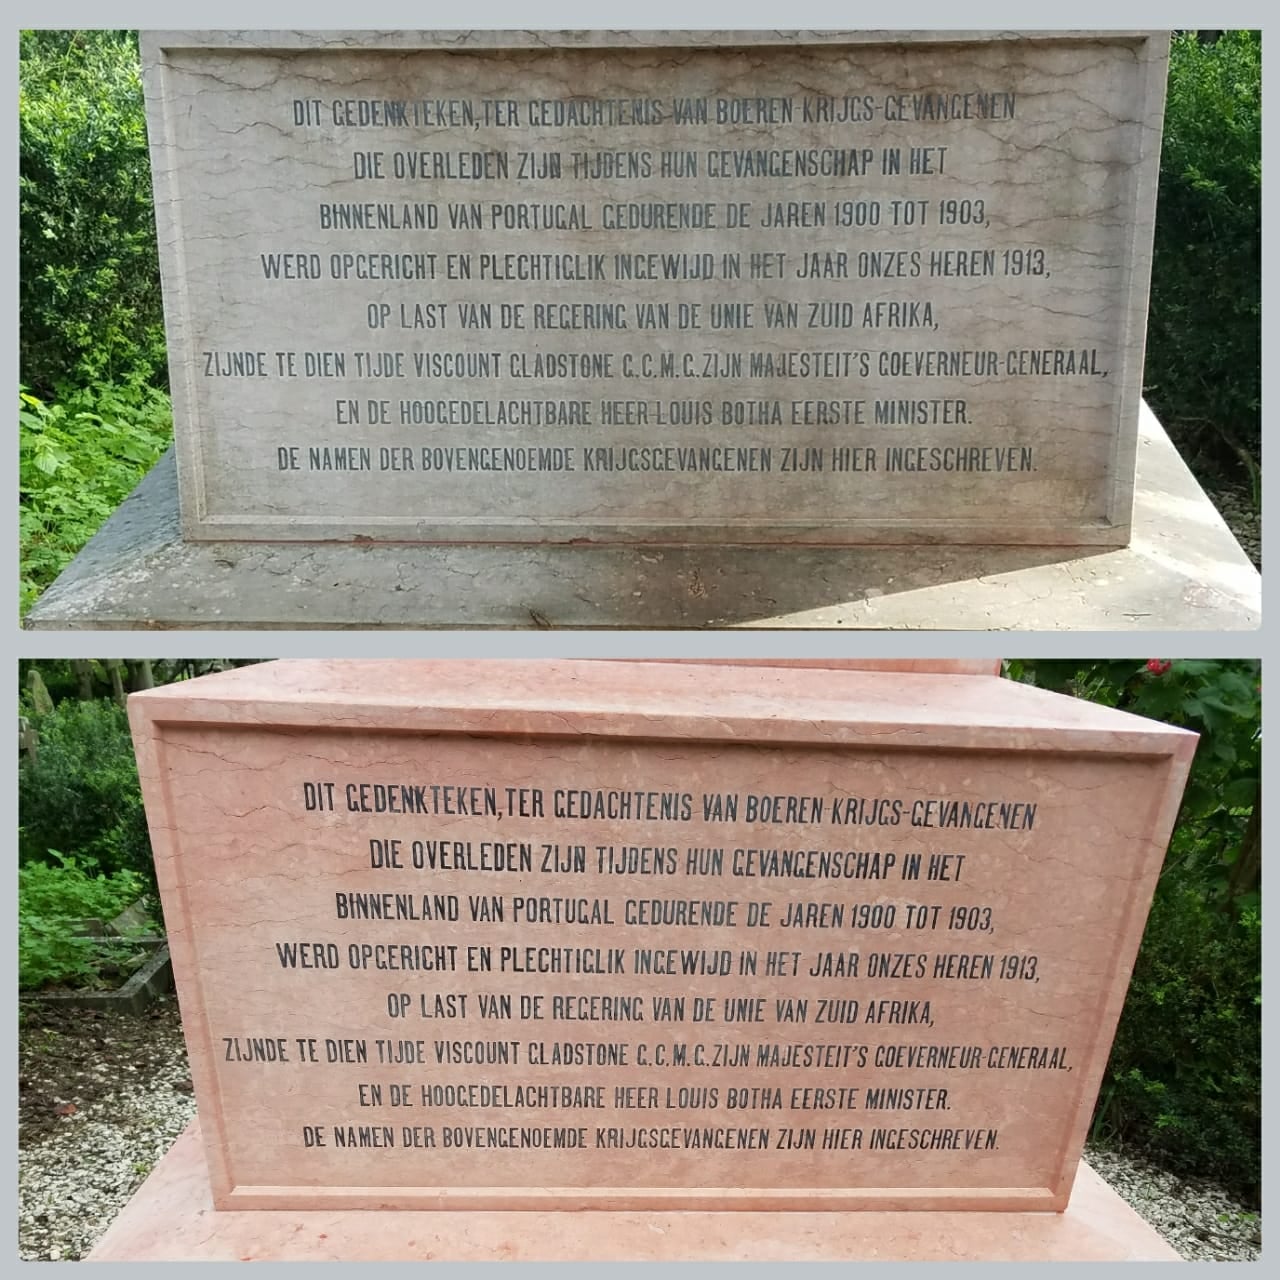 DIT GEDENKTEKEN, TER GEDACHTENIS VAN BOEREN-KRIJGS-GEVANGENEN
DIE OVERLEDEN ZIJN TIJDENS HUN GEVANGENSCHAP IN HET
BINNENLAND VAN PORTUGAL GEDURENDE DE JAREN 1900 TOT 1903,
WERD OPGERICHT EN PLECHTIGLIK INGEWIJD IN HET JAAR ONZES HEREN 1913,
OP LAST VAN DE REGERING VAN DE UNIE VAN ZUID AFRIKA,
ZIJNDE TE DIEN TIJDE VISCOUNT GLADSTONE G.C.M.G. ZIJN MAJESTEIT'S GOEVERNEUR-GENERAAL,
EN DE HOOGEDELACHTBARE HEER LOUIS BOTHA EERSTE MINISTER.
DE NAMEN DER BOVENGENOEMDE KRIJGSGEVANGENEN ZIJN HIER INGESCHREVEN.
DIT GEDENKTEKEN, TER GEDACHTENIS VAN BOEREN-KRIJGS-GEVANGENEN
DIE OVERLEDEN ZIJN TIJDENS HUN GEVANGENSCHAP IN HET
BINNENLAND VAN PORTUGAL GEDURENDE DE JAREN 1900 TOT 1903,
WERD OPGERICHT EN PLECHTIGLIK INGEWIJD IN HET JAAR ONZES HEREN 1913,
OP LAST VAN DE REGERING VAN DE UNIE VAN ZUID AFRIKA,
ZIJNDE TE DIEN TIJDE VISCOUNT GLADSTONE G.C.M.G. ZIJN MAJESTEIT'S GOEVERNEUR-GENERAAL,
EN DE HOOGEDELACHTBARE HEER LOUIS BOTHA EERSTE MINISTER.
DE NAMEN DER BOVENGENOEMDE KRIJGSGEVANGENEN ZIJN HIER INGESCHREVEN.